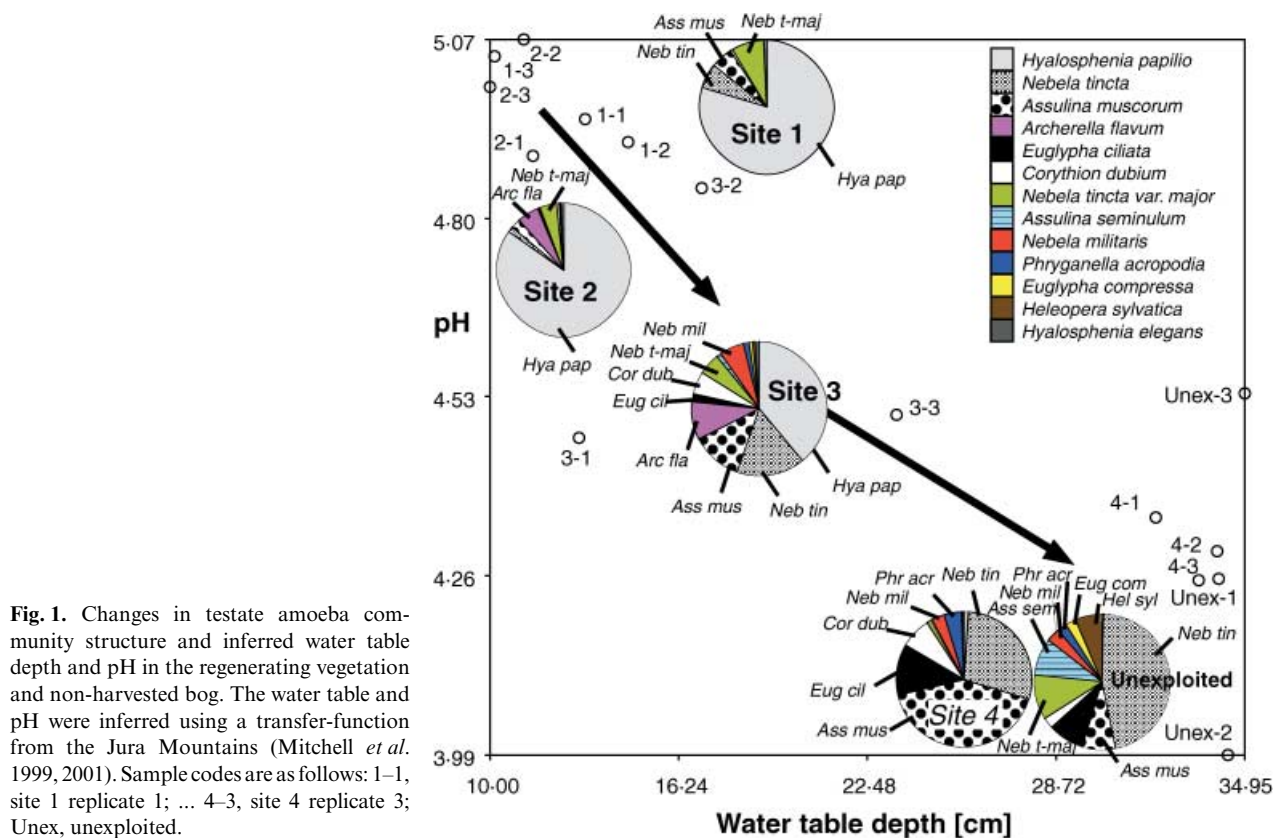 Fig. 1. Changes in testate amoeba com-
munity structure and inferred water table
depth and pH in the regenerating vegetation
and non-harvested bog. The water table and
pH were inferred using a transfer-function
from the Jura Mountains (Mitchell et al.
1999, 2001). Sample codes are as follows: 1–1,
site 1 replicate 1; ... 4–3, site 4 replicate 3;
Unex, unexploited.
pH
5·07
4·80
4·53
4·26
3·99
10·00
16·24
22·48
28·72
34·95
Water table depth [cm]
2-2
1-3
2-3
1-1
1-2
2-1
3-2
3-3
3-1
Unex-3
4-1
4-2
4-3
Unex-1
Unex-2
Ass mus
Neb t-maj
Neb tin
Site 1
Hya pap
Neb t-maj
Arc fla
Site 2
Hya pap
Neb mil
Neb t-maj
Cor dub
Eug cil
Arc fla
Ass mus
Neb tin
Hya pap
Site 3
Phr acr
Neb tin
Neb mil
Cor dub
Eug cil
Ass mus
Site 4
Phr acr
Eug com
Neb mil
Hel syl
Ass sem
Neb tin
Unexploited
Neb t-maj
Ass mus
Hyalosphenia papilio
Nebela tincta
Assulina muscorum
Archerella flavum
Euglypha ciliata
Corythion dubium
Nebela tincta var. major
Assulina seminulum
Nebela militaris
Phryganella acropodia
Euglypha compressa
Heleopera sylvatica
Hyalosphenia elegans